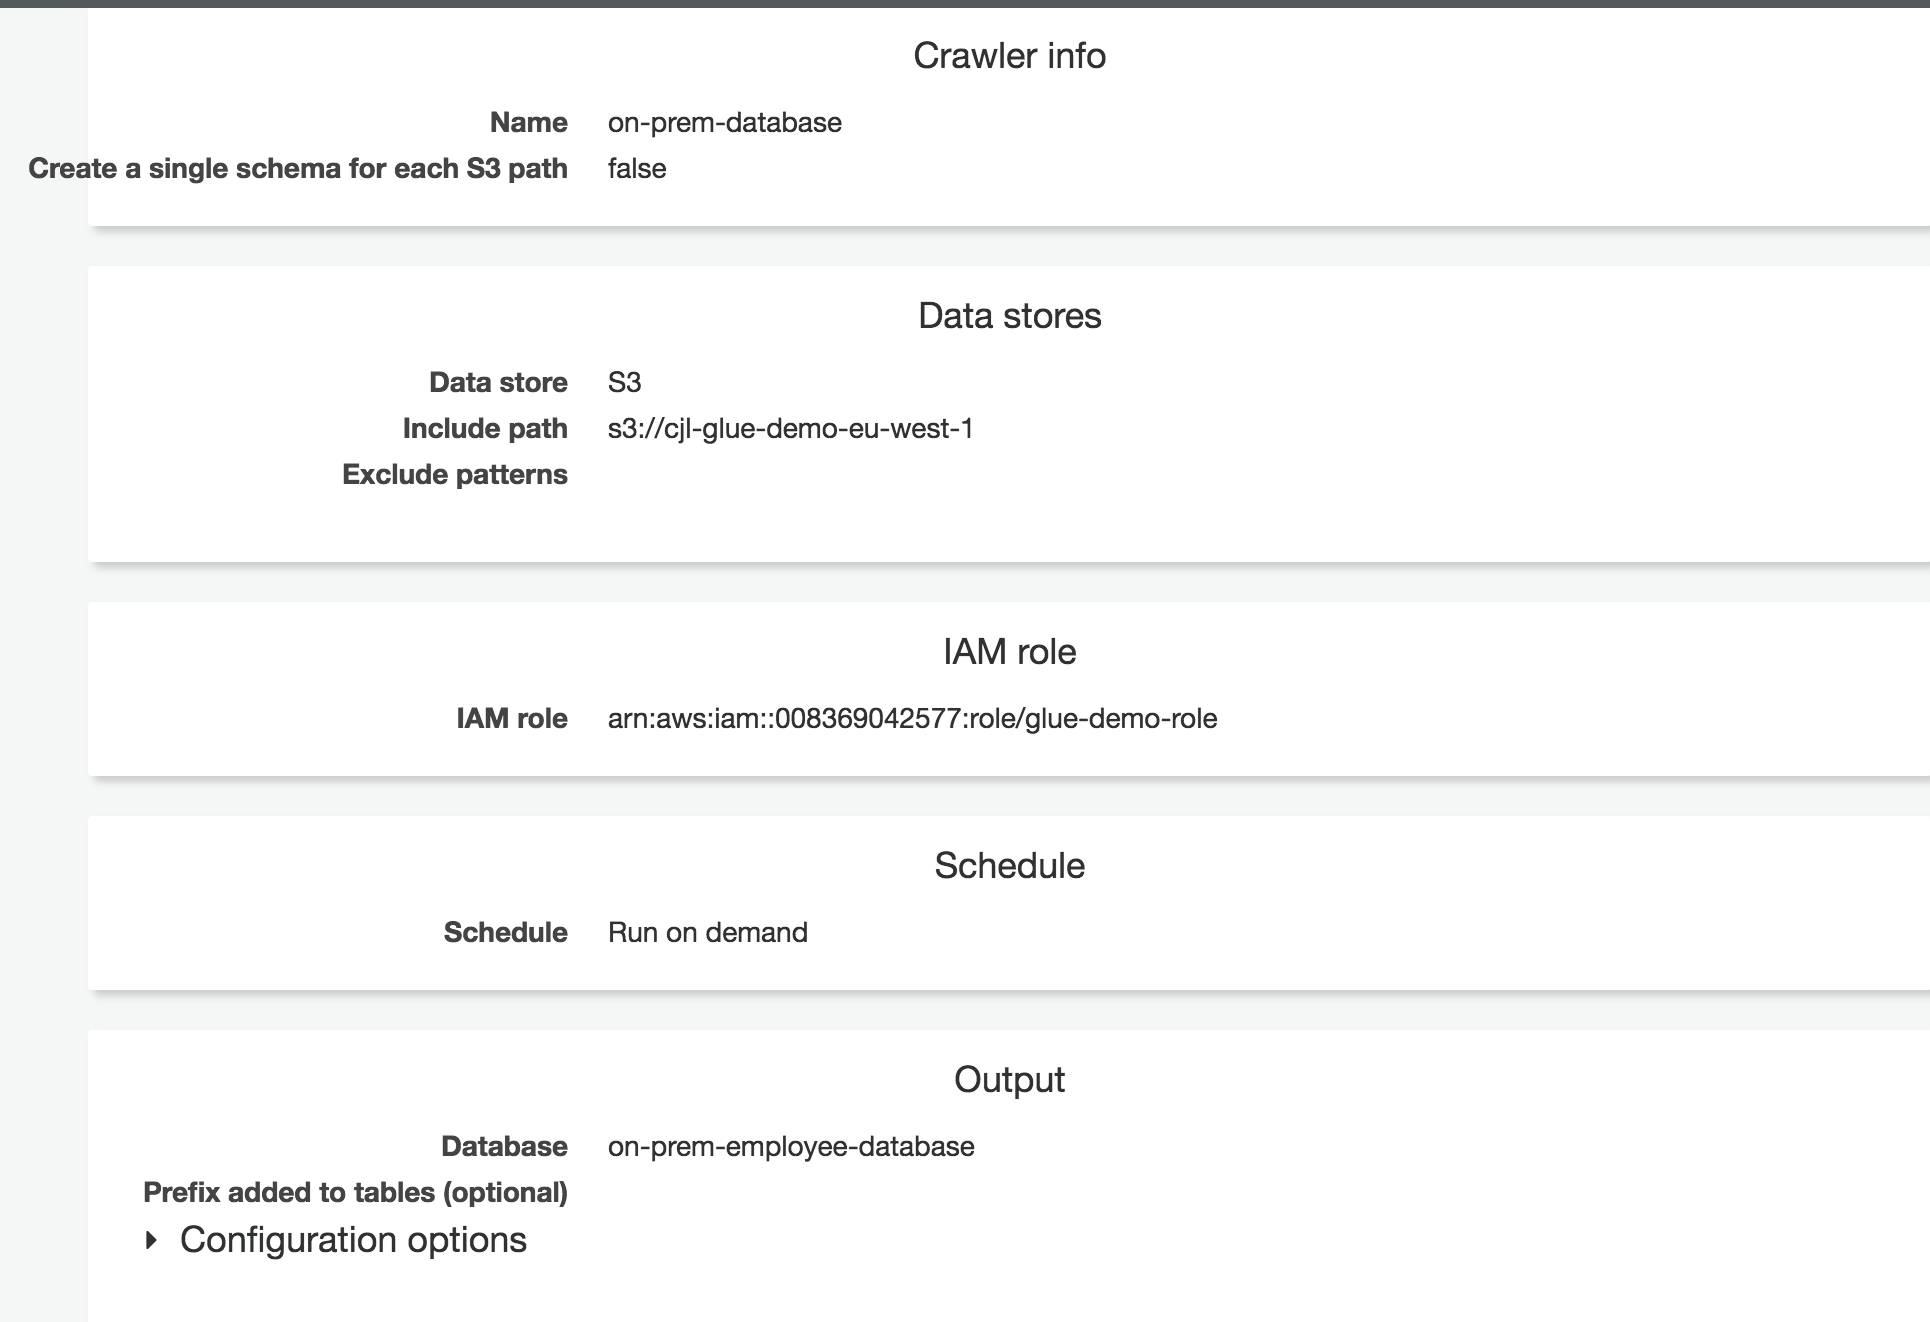 Crawler info
Name on-prem-database
Create a single schema for each S3 path false
Data stores
Data store S3
Include path s3://cjl-glue-demo-eu-west-1
Exclude patterns
IAM role
IAM role arn:aws:iam::008369042577:role/glue-demo-role
Schedule
Schedule Run on demand
Output
Database on-prem-employee-database
Prefix added to tables (optional)
Configuration options